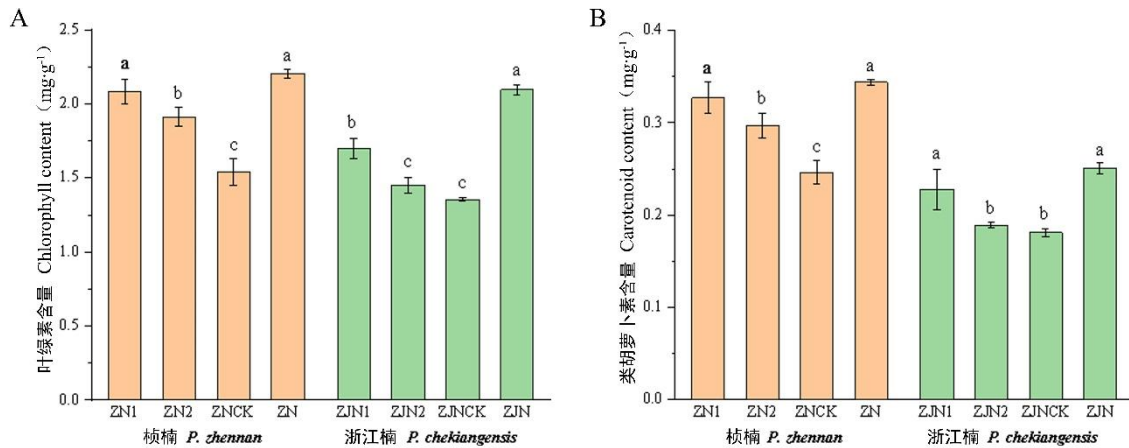 A
叶绿素含量 Chlorophyll content（mg·g⁻¹）
2.5
2.0
1.5
1.0
0.5
0.0
a
b
c
a
b
c
c
a
ZN1 ZN2 ZNCK ZN ZJN1 ZJN2 ZJNCK ZJN
桢楠 P. zhennan 浙江楠 P. chekiangensis
B
类胡萝卜素含量 Carotenoid content（mg·g⁻¹）
0.4
0.3
0.2
0.1
0.0
a
b
c
a
a
b
b
a
ZN1 ZN2 ZNCK ZN ZJN1 ZJN2 ZJNCK ZJN
桢楠 P. zhennan 浙江楠 P. chekiangensis